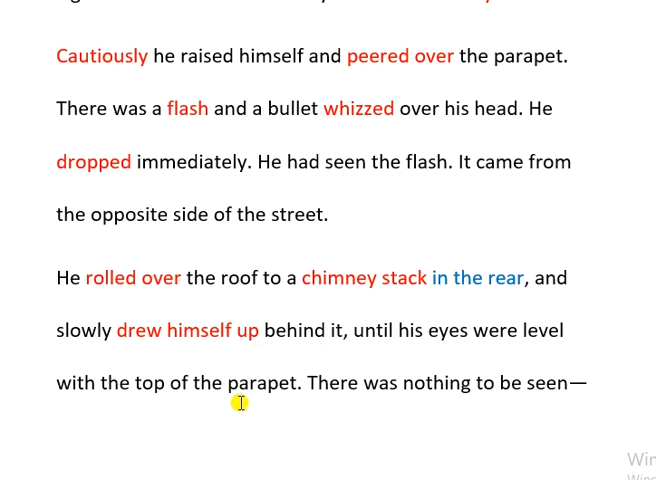 Cautiously he raised himself and peered over the parapet.
There was a flash and a bullet whizzed over his head. He
dropped immediately. He had seen the flash. It came from
the opposite side of the street.
He rolled over the roof to a chimney stack in the rear, and
slowly drew himself up behind it, until his eyes were level
with the top of the parapet. There was nothing to be seen—